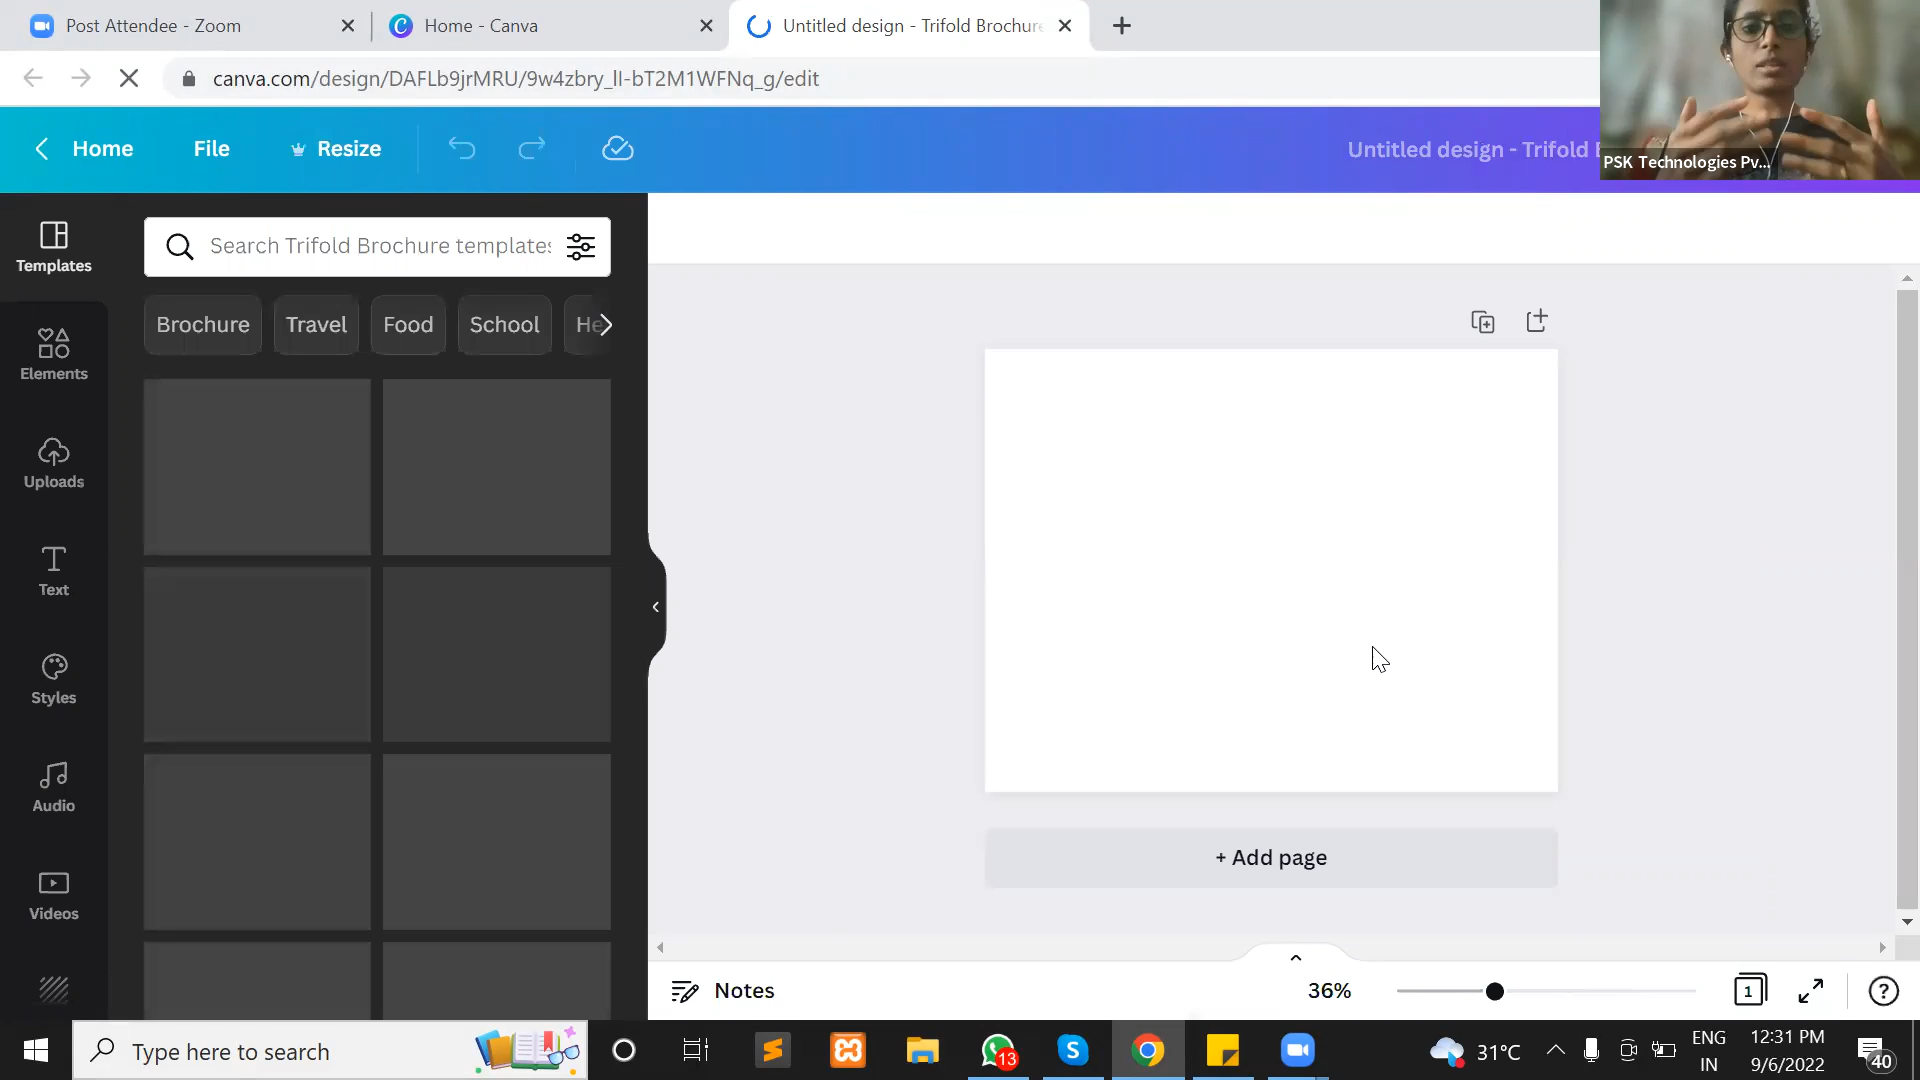 Post Attendee - Zoom
Home - Canva
Untitled design - Trifold Brochure
canva.com/design/DAFLb9jrMRU/9w4zbry_lI-bT2M1WFNq_g/edit
Home
File
Resize
Untitled design - Trifold
PSK Technologies Pv...
Templates
Search Trifold Brochure templates
Brochure
Travel
Food
School
He
Elements
Uploads
Text
Styles
Audio
Videos
+ Add page
Notes
36%
1
?
Type here to search
13
31°C
ENG
IN
12:31 PM
9/6/2022
40